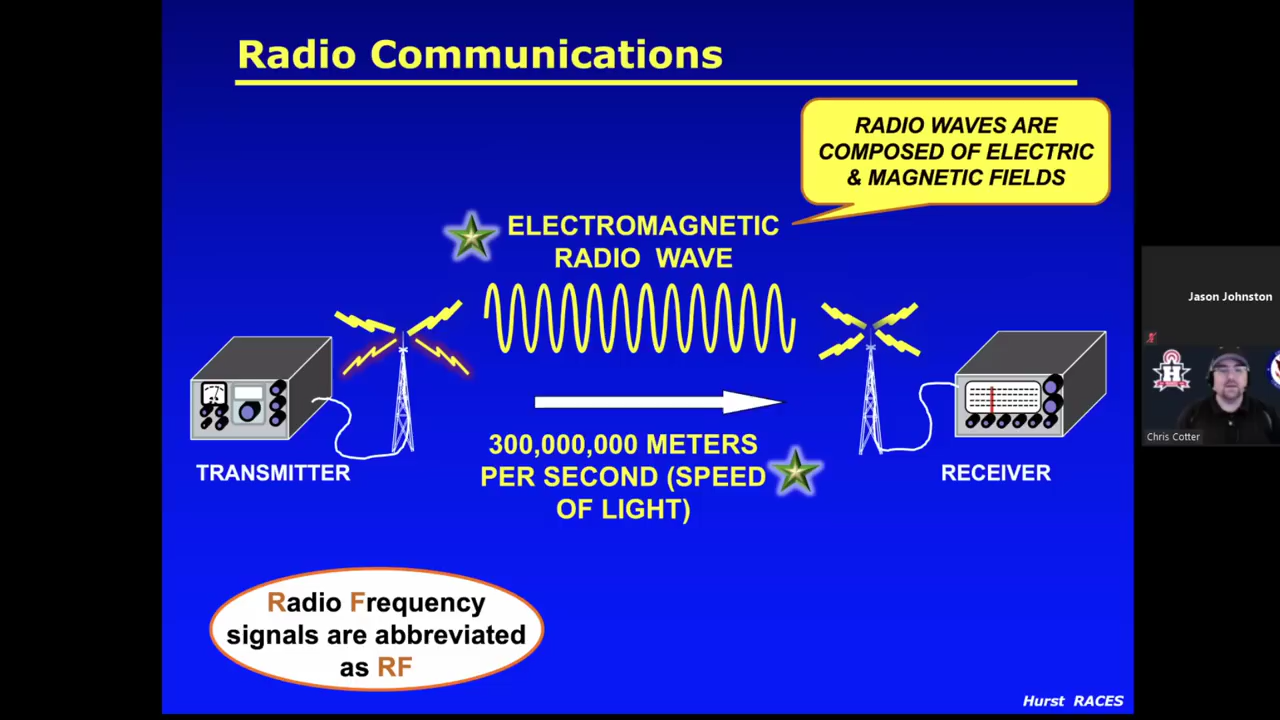 Radio Communications
RADIO WAVES ARE
COMPOSED OF ELECTRIC
& MAGNETIC FIELDS
ELECTROMAGNETIC
RADIO WAVE
300,000,000 METERS
PER SECOND (SPEED
OF LIGHT)
TRANSMITTER
RECEIVER
Radio Frequency
signals are abbreviated
as RF
Hurst RACES
Jason Johnston
H
Chris Cotter